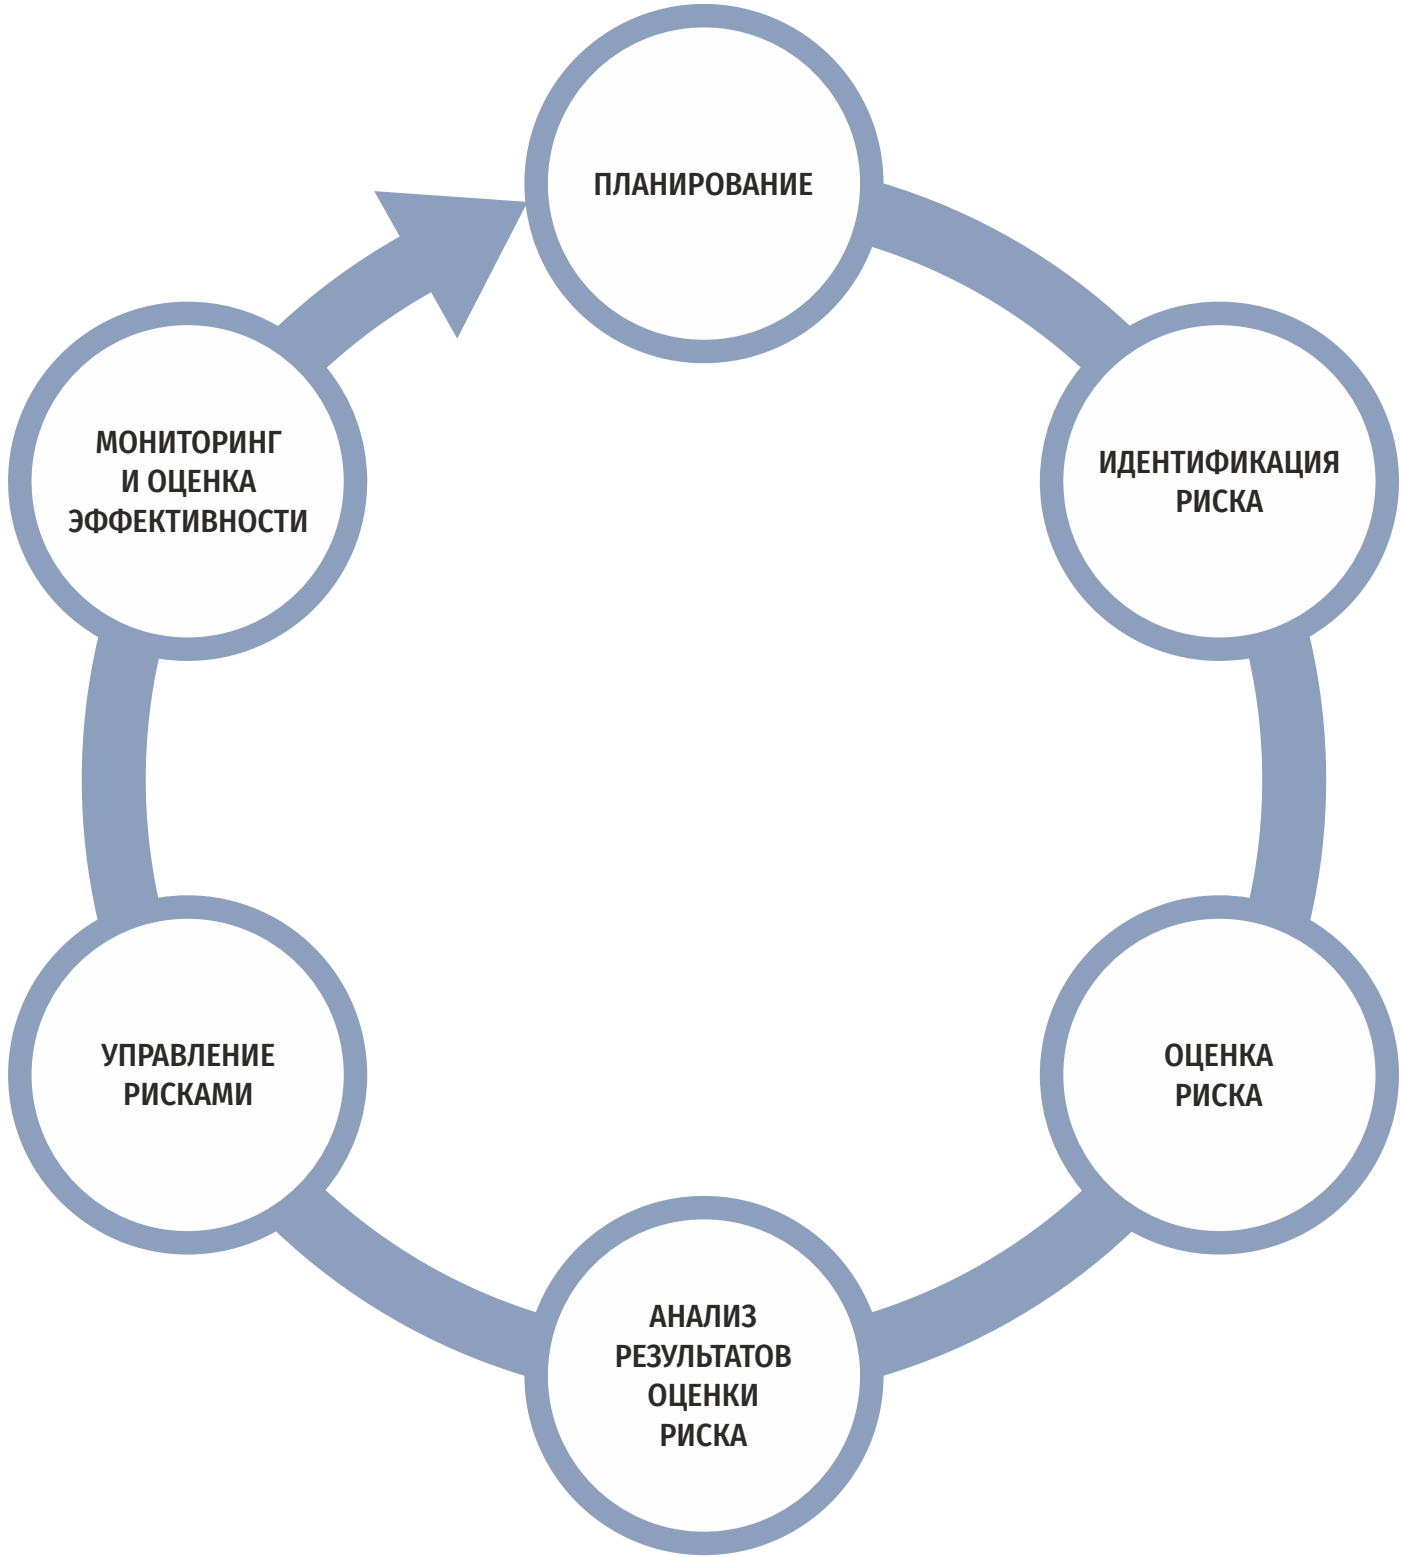 ПЛАНИРОВАНИЕ
ИДЕНТИФИКАЦИЯ
РИСКА
ОЦЕНКА
РИСКА
АНАЛИЗ
РЕЗУЛЬТАТОВ
ОЦЕНКИ
РИСКА
УПРАВЛЕНИЕ
РИСКАМИ
МОНИТОРИНГ
И ОЦЕНКА
ЭФФЕКТИВНОСТИ